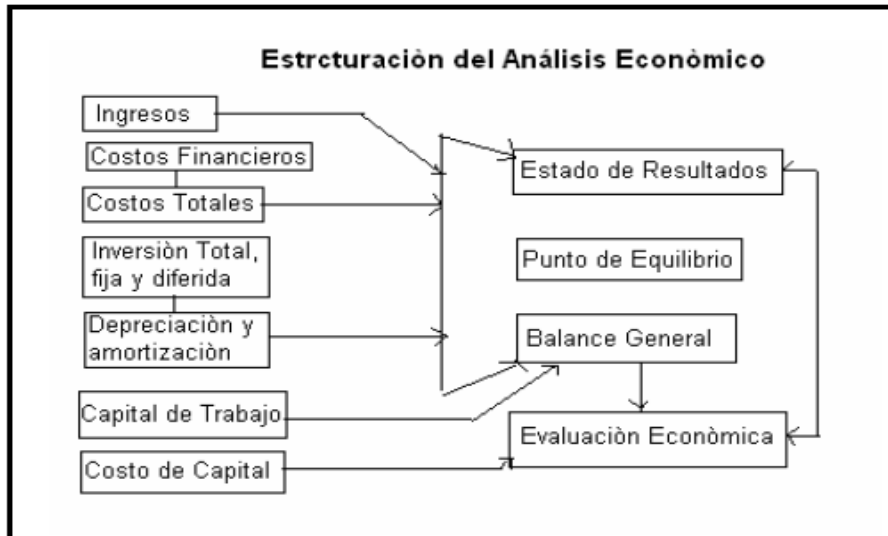 Estrcturaciòn del Análisis Econòmico
Ingresos
Costos Financieros
Costos Totales
Inversiòn Total,
fija y diferida
Depreciaciòn y
amortizaciòn
Capital de Trabajo
Costo de Capital
Estado de Resultados
Punto de Equilibrio
Balance General
Evaluaciòn Econòmica